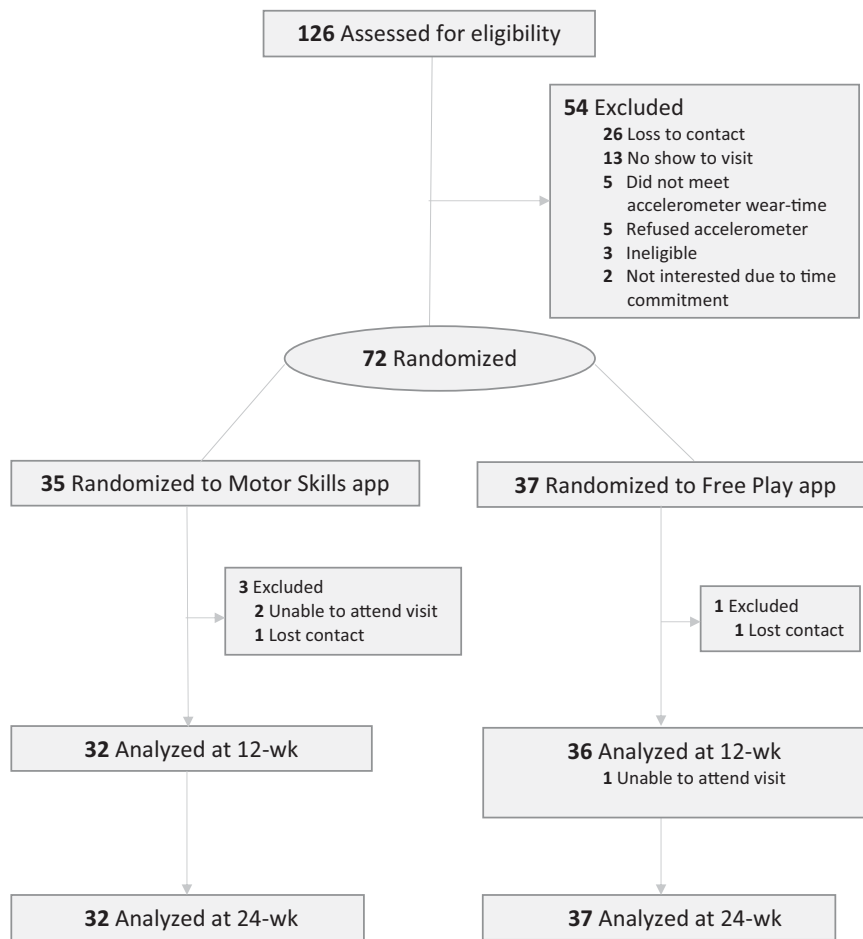 126 Assessed for eligibility
54 Excluded
26 Loss to contact
13 No show to visit
5 Did not meet
accelerometer wear-time
5 Refused accelerometer
3 Ineligible
2 Not interested due to time
commitment
72 Randomized
35 Randomized to Motor Skills app
37 Randomized to Free Play app
3 Excluded
2 Unable to attend visit
1 Lost contact
1 Excluded
1 Lost contact
32 Analyzed at 12-wk
36 Analyzed at 12-wk
1 Unable to attend visit
32 Analyzed at 24-wk
37 Analyzed at 24-wk